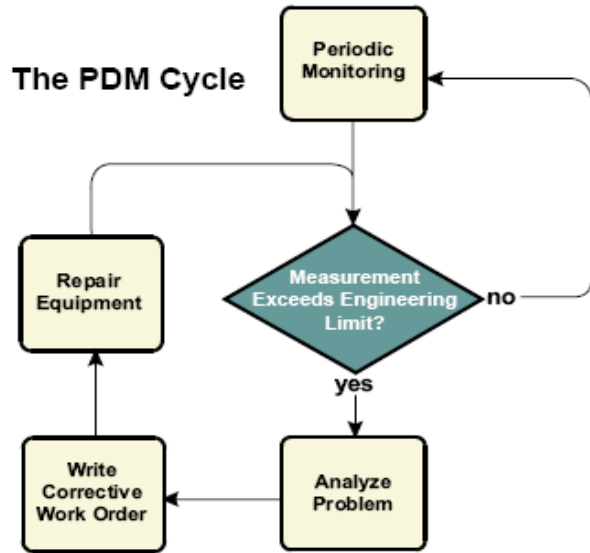 The PDM Cycle
Periodic
Monitoring
Measurement
Exceeds Engineering
Limit?
no
yes
Analyze
Problem
Write
Corrective
Work Order
Repair
Equipment